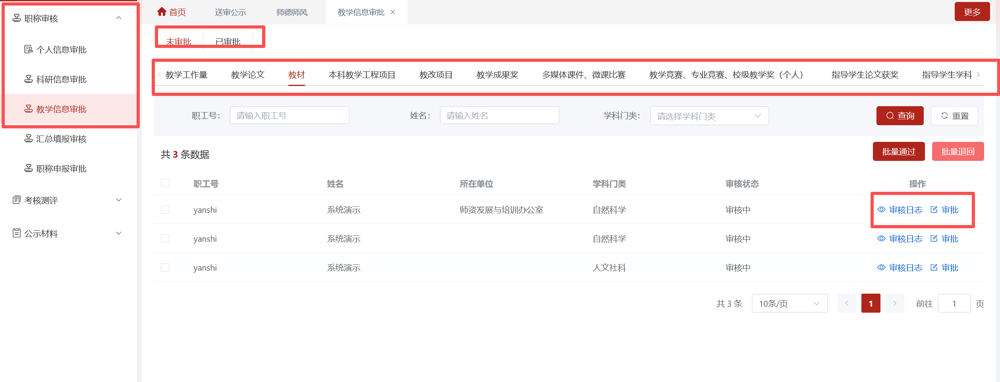 职称审核
个人信息审批
科研信息审批
教学信息审批
汇总填报审核
职称申报审批
考核测评
公示材料
首页 送审公示 师德师风 教学信息审批 更多
未审批 已审批
教学工作量 教学论文 教材 本科教学工程项目 教改项目 教学成果奖 多媒体课件、微课比赛 教学竞赛、专业竞赛、校级教学奖（个人） 指导学生论文获奖 指导学生学科
职工号: 请输入职工号 姓名: 请输入姓名 学科门类: 请选择学科门类 查询 重置
共 3 条数据 批量通过 批量退回
职工号 姓名 所在单位 学科门类 审核状态 操作
yanshi 系统演示 师资发展与培训办公室 自然科学 审核中 审核日志 审批
yanshi 系统演示 自然科学 审核中 审核日志 审批
yanshi 系统演示 人文社科 审核中 审核日志 审批
共 3 条 10条/页 1 前往 1 页